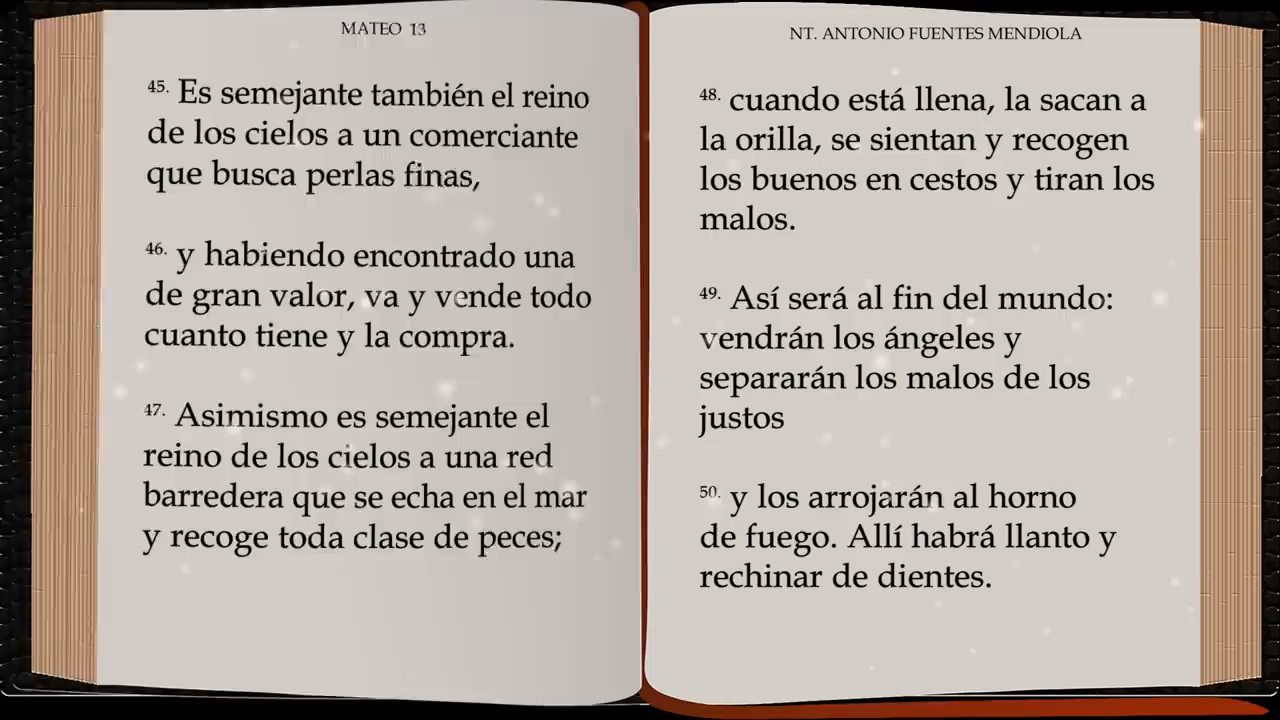 MATEO 13
45. Es semejante también el reino
de los cielos a un comerciante
que busca perlas finas,
46. y habiendo encontrado una
de gran valor, va y vende todo
cuanto tiene y la compra.
47. Asimismo es semejante el
reino de los cielos a una red
barredera que se echa en el mar
y recoge toda clase de peces;
NT. ANTONIO FUENTES MENDIOLA
48. cuando está llena, la sacan a
la orilla, se sientan y recogen
los buenos en cestos y tiran los
malos.
49. Así será al fin del mundo:
vendrán los ángeles y
separarán los malos de los
justos
50. y los arrojarán al horno
de fuego. Allí habrá llanto y
rechinar de dientes.